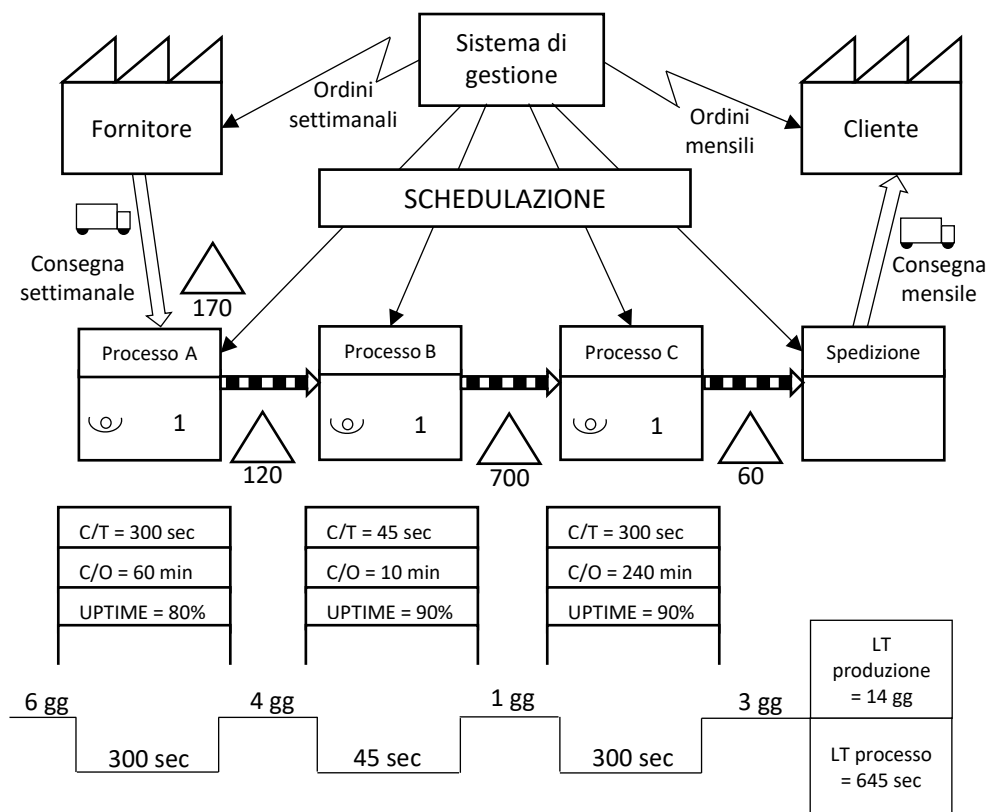 Sistema di
gestione
Fornitore
Ordini
settimanali
Ordini
mensili
Cliente
SCHEDULAZIONE
Consegna
settimanale
170
Consegna
mensile
Processo A
Processo B
Processo C
Spedizione
1
1
1
120
700
60
C/T = 300 sec
C/O = 60 min
UPTIME = 80%
C/T = 45 sec
C/O = 10 min
UPTIME = 90%
C/T = 300 sec
C/O = 240 min
UPTIME = 90%
6 gg
4 gg
1 gg
3 gg
300 sec
45 sec
300 sec
LT
produzione
= 14 gg
LT processo
= 645 sec